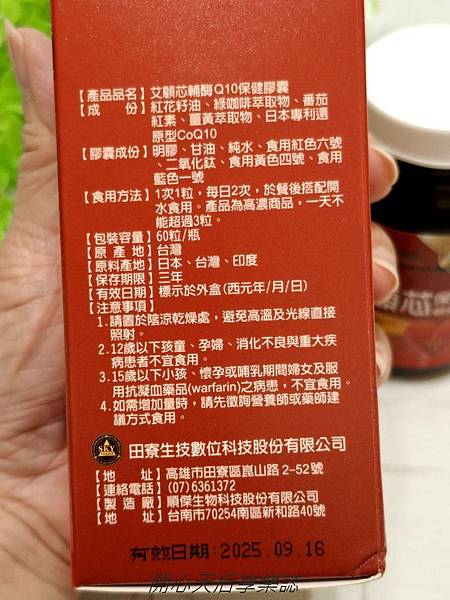 【產品品名】艾顧芯輔酶Q10保健膠囊
【成　　份】紅花籽油、綠咖啡萃取物、番茄
紅素、薑黃萃取物、日本專利還
原型CoQ10
【膠囊成份】明膠、甘油、純水、食用紅色六號
、二氧化鈦、食用黃色四號、食用
藍色一號
【食用方法】1次1粒，每日2次，於餐後搭配開
水食用。產品為高濃商品，一天不
能超過3粒。
【包裝容量】60粒/瓶
【原 產 地】台灣
【原料產地】日本、台灣、印度
【保存期限】三年
【有效日期】標示於外盒(西元年/月/日)
【注意事項】
1.請置於陰涼乾燥處，避免高溫及光線直接
照射。
2.12歲以下孩童、孕婦、消化不良與重大疾
病患者不宜食用。
3.15歲以下小孩、懷孕或哺乳期間婦女及服
用抗凝血藥品(warfarin)之病患，不宜食用。
4.如需增加量時，請先徵詢營養師或藥師建
議方式食用。
SKY
田寮生技數位科技股份有限公司
【地　　址】高雄市田寮區崑山路2-52號
【連絡電話】(07)6361372
【製 造 廠】順傑生物科技股份有限公司
【地　　址】台南市70254南區新和路40號
有效日期:2025.09.16
開心天后享樂誌
顧芯